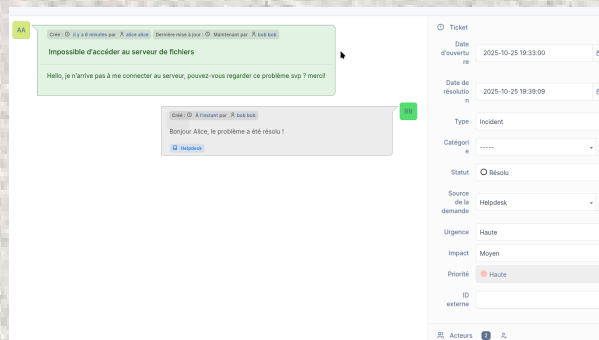 AA
Créé : il y a 6 minutes par alice alice Dernière mise à jour : Maintenant par bob bob
Impossible d'accéder au serveur de fichiers
Hello, je n'arrive pas à me connecter au serveur, pouvez-vous regarder ce problème svp ? merci!
BB
Créé : À l'instant par bob bob
Bonjour Alice, le problème a été résolu !
Helpdesk
Ticket
Date
d'ouvertu
re
2025-10-25 19:33:00
Date de
résolutio
n
2025-10-25 19:39:09
Type
Incident
Catégori
e
-----
Statut
Résolu
Source
de la
demande
Helpdesk
Urgence
Haute
Impact
Moyen
Priorité
Haute
ID
externe
Acteurs 2